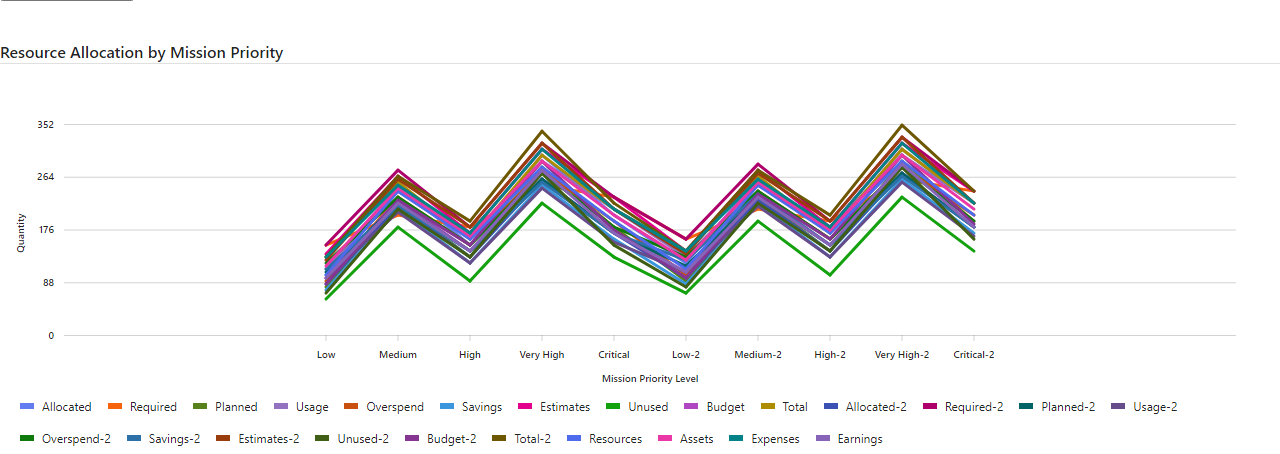 Resource Allocation by Mission Priority
352
264
176
88
0
Quantity
Low Medium High Very High Critical Low-2 Medium-2 High-2 Very High-2 Critical-2
Mission Priority Level
Allocated Required Planned Usage Overspend Savings Estimates Unused Budget Total Allocated-2 Required-2 Planned-2 Usage-2
Overspend-2 Savings-2 Estimates-2 Unused-2 Budget-2 Total-2 Resources Assets Expenses Earnings